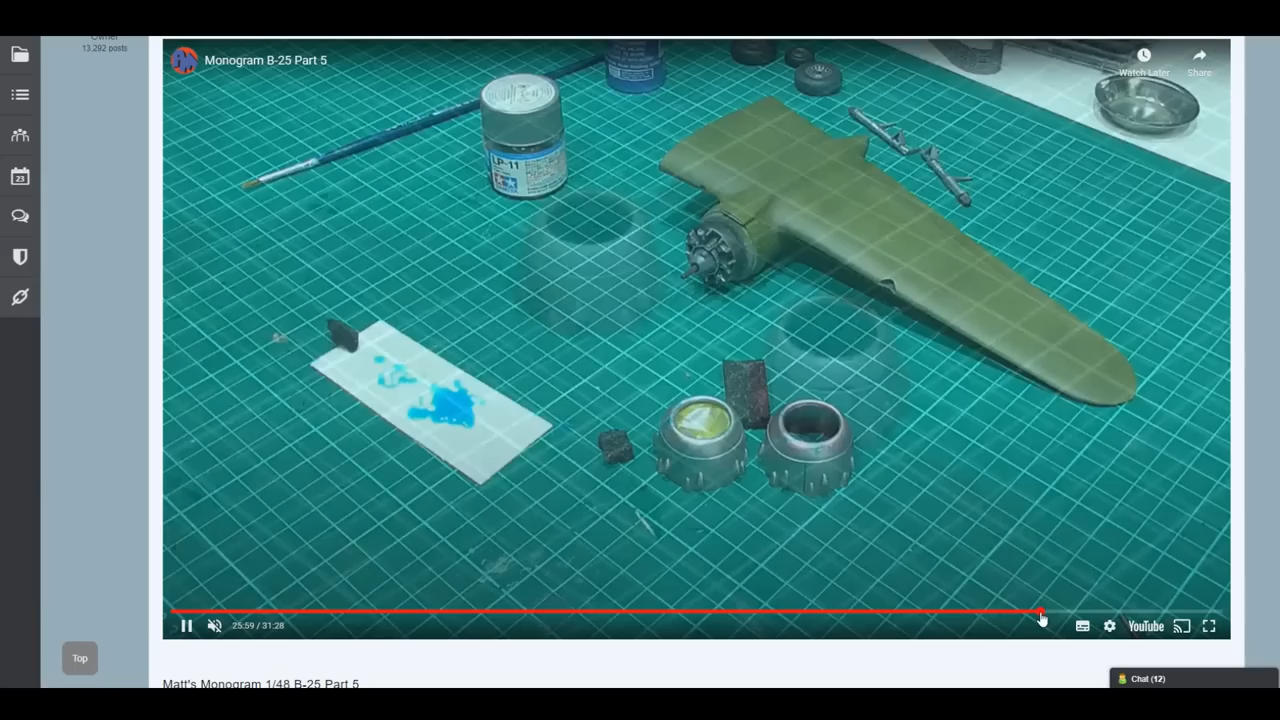 Owner
13,292 posts
Monogram B-25 Part 5
Watch Later
Share
LP-11
23
25:59 / 31:28
YouTube
Top
Matt's Monogram 1/48 B-25 Part 5
Chat (12)